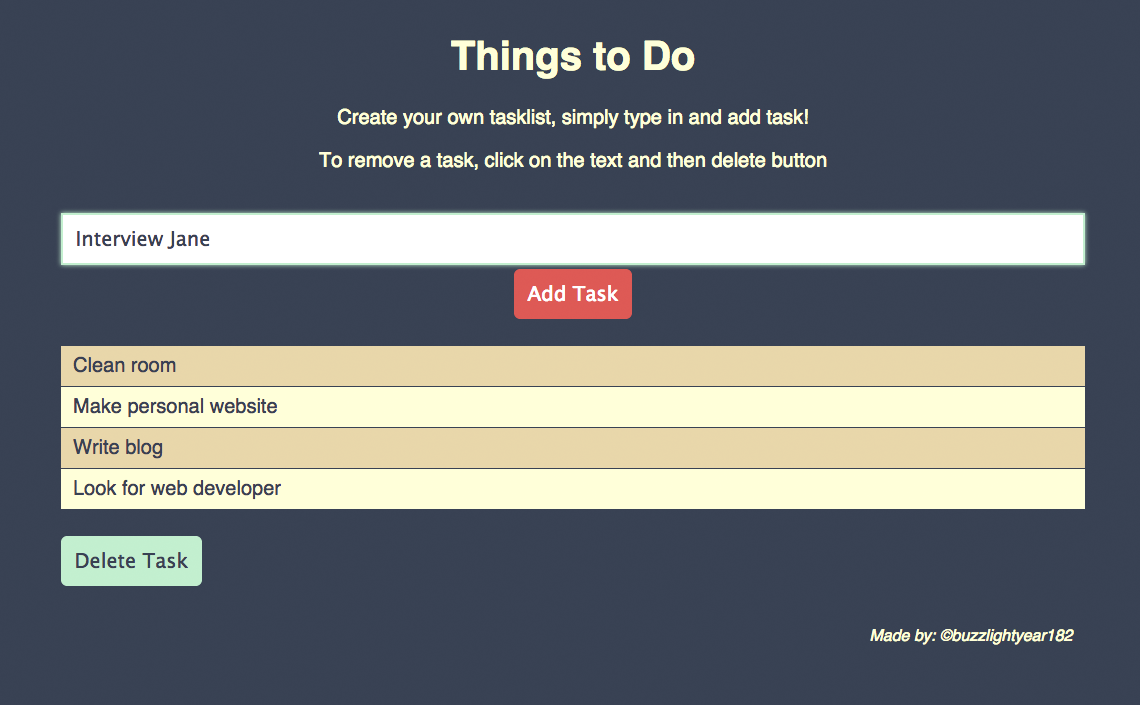 Things to Do
Create your own tasklist, simply type in and add task!
To remove a task, click on the text and then delete button
Interview Jane
Add Task
Clean room
Make personal website
Write blog
Look for web developer
Delete Task
Made by: ©buzzlightyear182